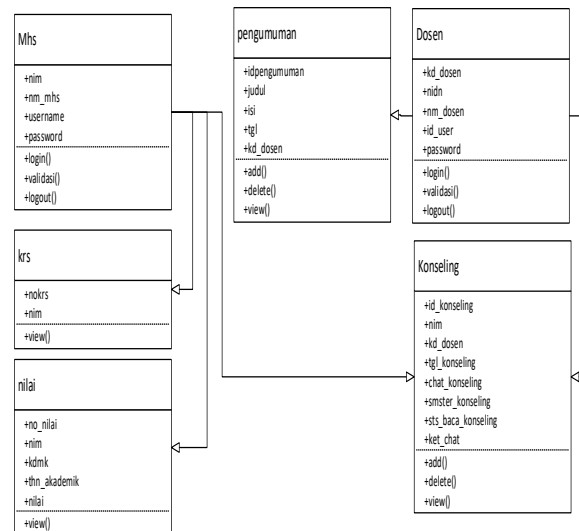 Mhs
+nim
+nm_mhs
+username
+password
+login()
+validasi()
+logout()
pengumuman
+idpengumuman
+judul
+isi
+tgl
+kd_dosen
+add()
+delete()
+view()
Dosen
+kd_dosen
+nidn
+nm_dosen
+id_user
+password
+login()
+validasi()
+logout()
krs
+nokrs
+nim
+view()
Konseling
+id_konseling
+nim
+kd_dosen
+tgl_konseling
+chat_konseling
+smster_konseling
+sts_baca_konseling
+ket_chat
+add()
+delete()
+view()
nilai
+no_nilai
+nim
+kdmk
+thn_akademik
+nilai
+view()